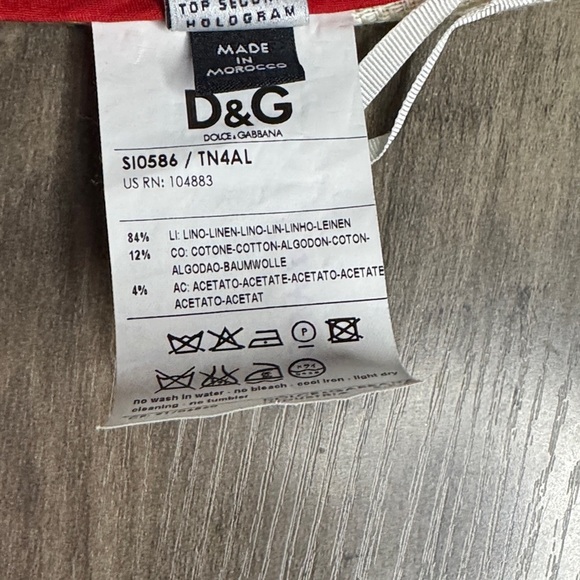 TOP
HOLOGRAM
MADE
IN
MOROCCO
D&G
DOLCE & GABBANA
SI0586 / TN4AL
US RN: 104883
84% LI: LINO-LINEN-LINO-LIN-LINHO-LEINEN
12% CO: COTONE-COTTON-ALGODON-COTON-
ALGODAO-BAUMWOLLE
4% AC: ACETATO-ACETATE-ACETATO-ACETATE
ACETATO-ACETAT
P
no wash in water - no bleach - cool iron - light dry
cleaning - no tumbler